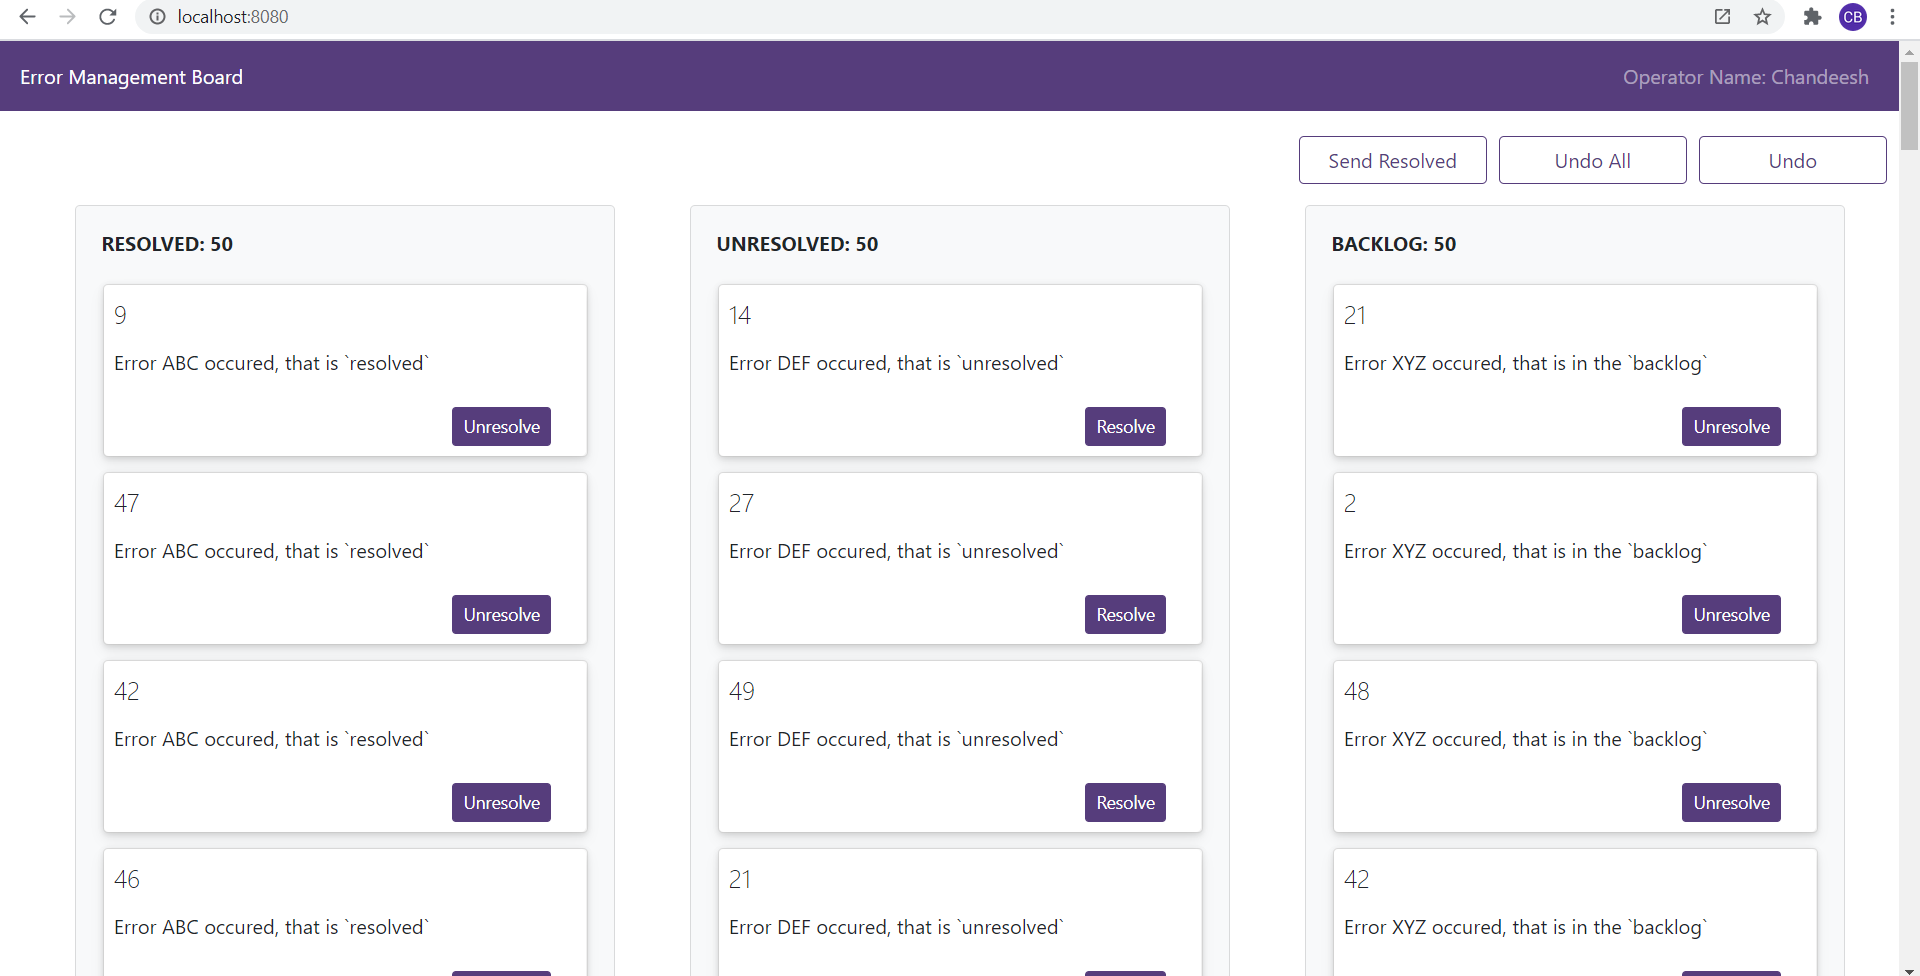 localhost:8080
CB
Error Management Board
Operator Name: Chandeesh
Send Resolved
Undo All
Undo
RESOLVED: 50
9
Error ABC occured, that is `resolved`
Unresolve
47
Error ABC occured, that is `resolved`
Unresolve
42
Error ABC occured, that is `resolved`
Unresolve
46
Error ABC occured, that is `resolved`
UNRESOLVED: 50
14
Error DEF occured, that is `unresolved`
Resolve
27
Error DEF occured, that is `unresolved`
Resolve
49
Error DEF occured, that is `unresolved`
Resolve
21
Error DEF occured, that is `unresolved`
BACKLOG: 50
21
Error XYZ occured, that is in the `backlog`
Unresolve
2
Error XYZ occured, that is in the `backlog`
Unresolve
48
Error XYZ occured, that is in the `backlog`
Unresolve
42
Error XYZ occured, that is in the `backlog`